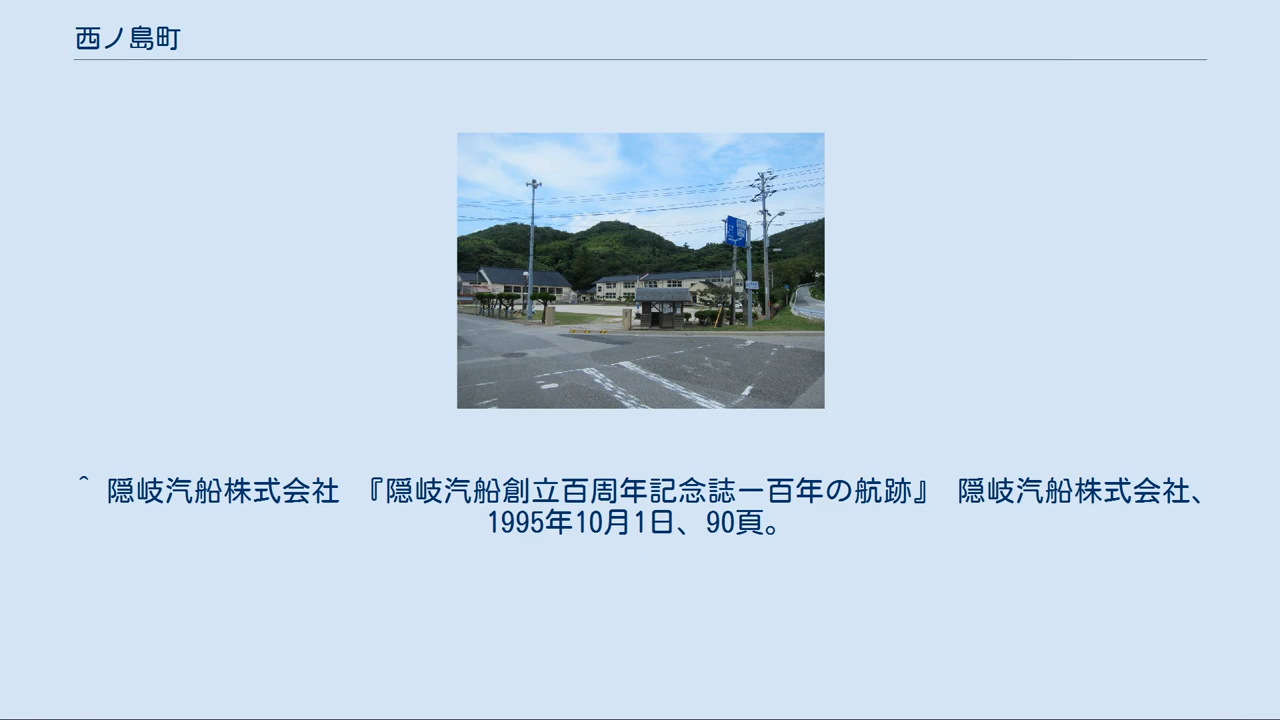 西ノ島町
^ 隠岐汽船株式会社 『隠岐汽船創立百周年記念誌ー百年の航跡』 隠岐汽船株式会社、
1995年10月1日、90頁。